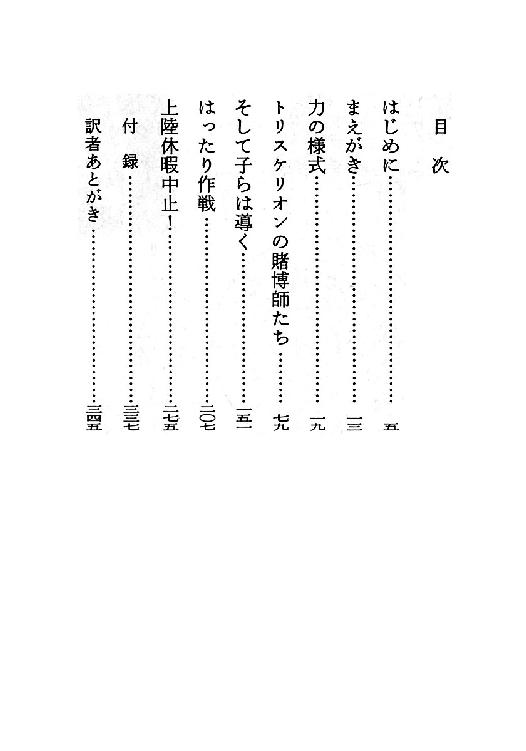 目次
はじめに……………………………五
まえがき……………………………一三
力の様式……………………………一九
トリスケリオンの賭博師たち………七九
そして子らは導く…………………一五一
はったり作戦………………………二〇七
上陸休暇中止！……………………二七五
付録…………………………………三三七
訳者あとがき………………………三四五